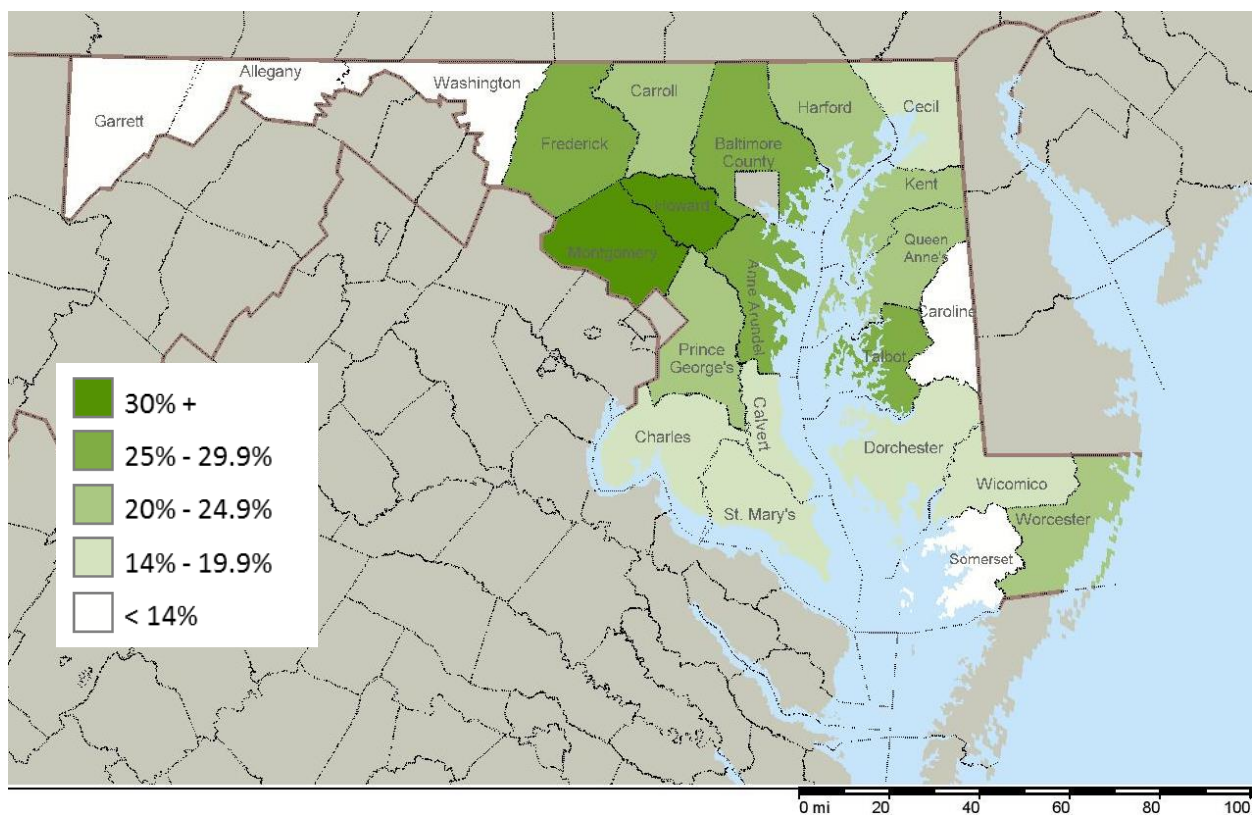 Garrett
Allegany
Washington
Frederick
Carroll
Baltimore
County
Harford
Cecil
Kent
Queen
Anne's
Howard
Montgomery
Anne Arundel
Caroline
Talbot
Prince
George's
Calvert
Charles
St. Mary's
Dorchester
Wicomico
Worcester
Somerset
30% +
25% - 29.9%
20% - 24.9%
14% - 19.9%
< 14%
0 mi 20 40 60 80 100